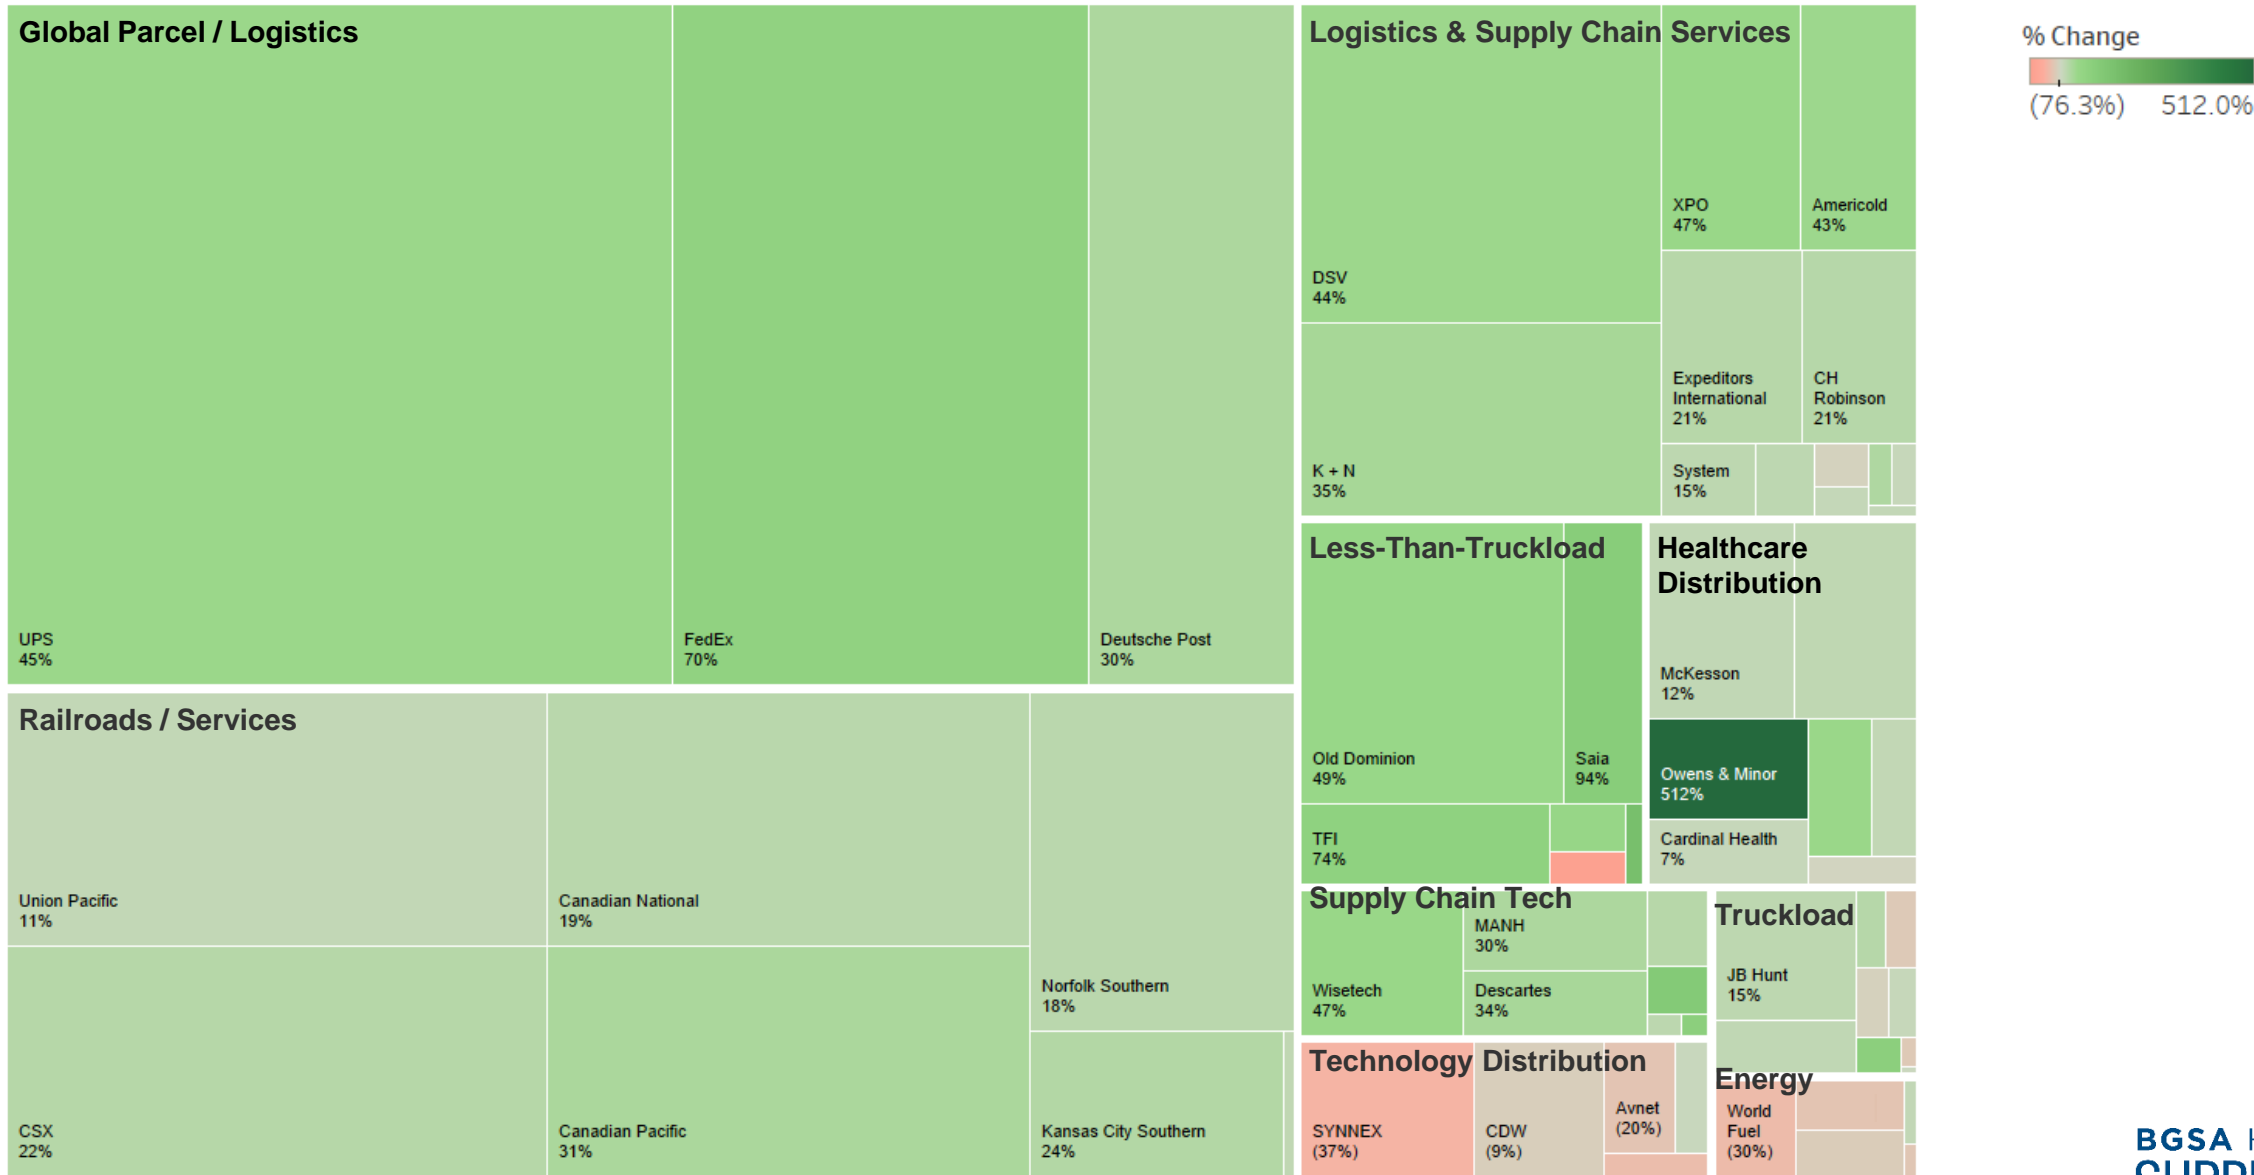 Global Parcel / Logistics
UPS
45%
FedEx
70%
Deutsche Post
30%
Railroads / Services
Union Pacific
11%
Canadian National
19%
Norfolk Southern
18%
CSX
22%
Canadian Pacific
31%
Kansas City Southern
24%
Logistics & Supply Chain Services
DSV
44%
XPO
47%
Americold
43%
K + N
35%
Expeditors
International
21%
CH
Robinson
21%
System
15%
Less-Than-Truckload
Old Dominion
49%
Saia
94%
TFI
74%
Healthcare
Distribution
McKesson
12%
Owens & Minor
512%
Cardinal Health
7%
Supply Chain Tech
Wisetech
47%
MANH
30%
Descartes
34%
Truckload
JB Hunt
15%
Technology Distribution
SYNNEX
(37%)
CDW
(9%)
Avnet
(20%)
Energy
World
Fuel
(30%)
% Change
(76.3%) 512.0%
BGSA